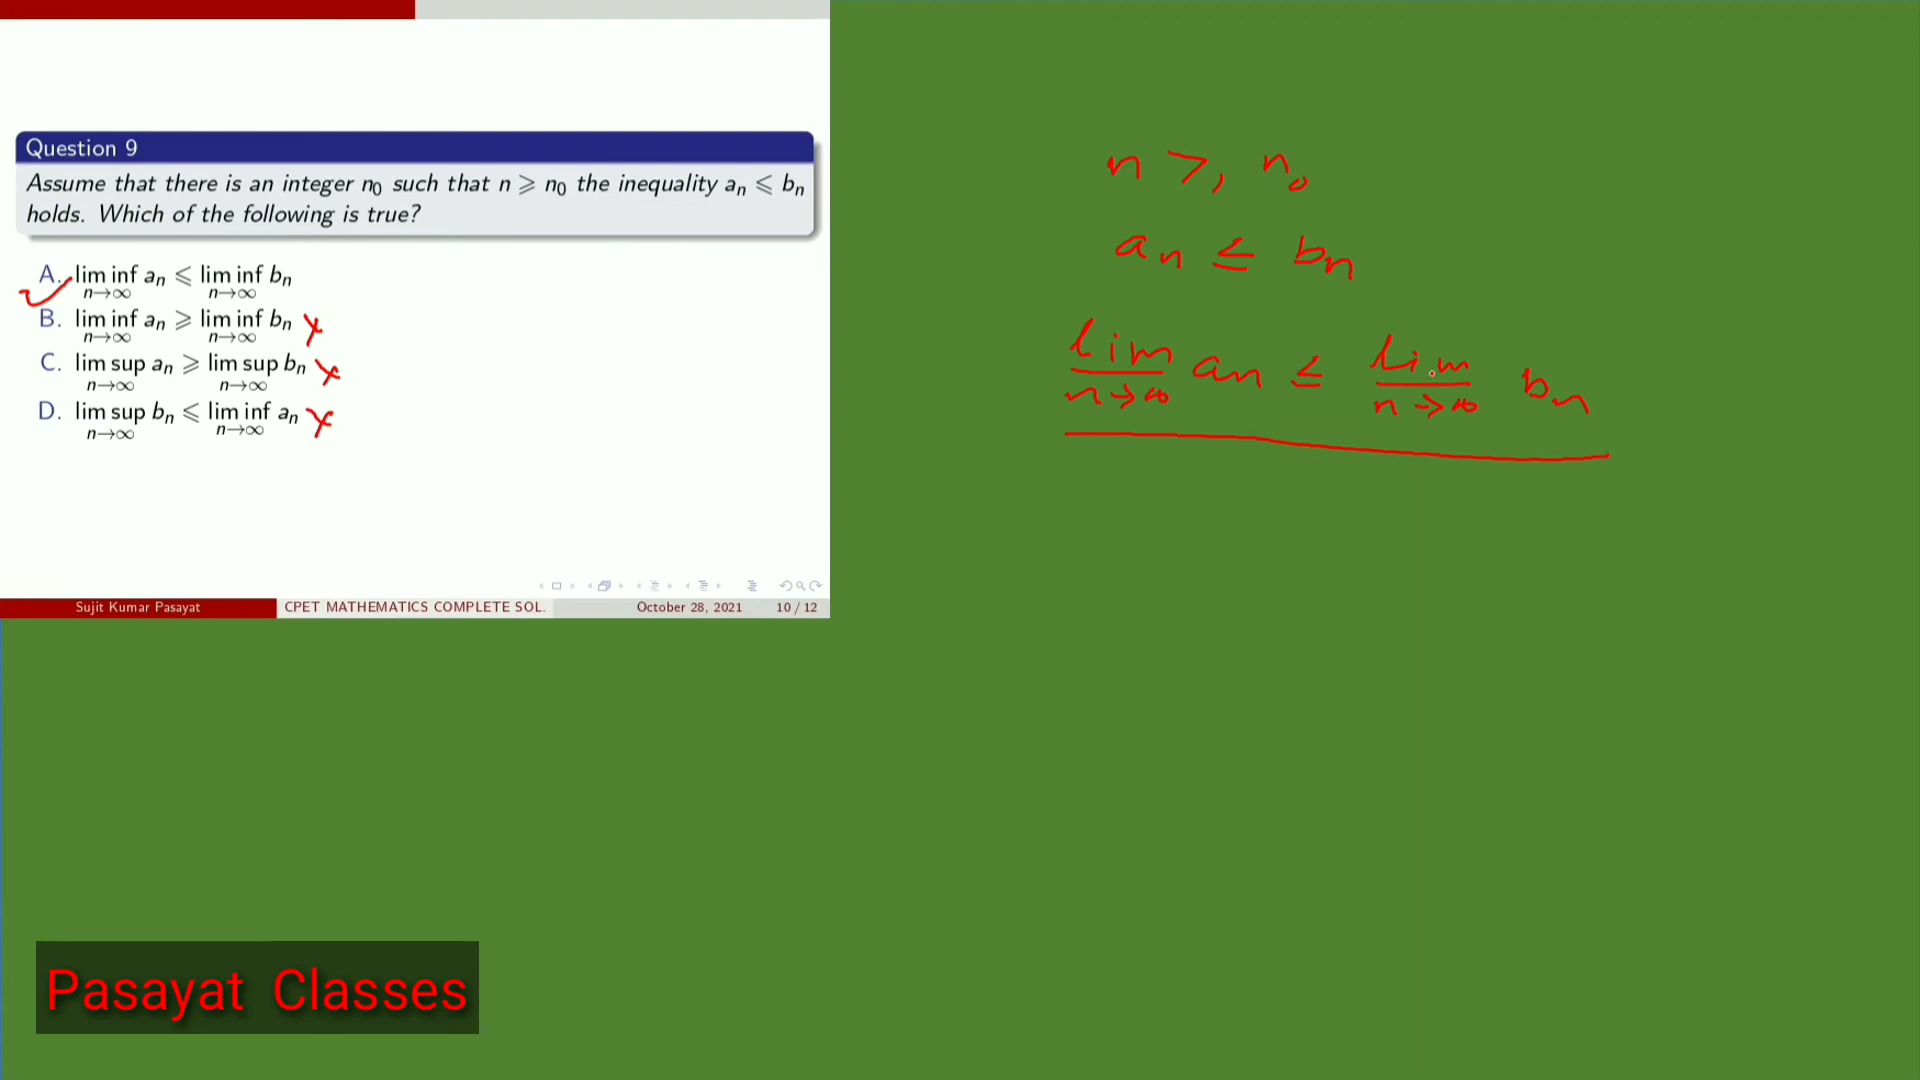 Question 9
Assume that there is an integer n₀ such that n ⩾ n₀ the inequality aₙ ⩽ bₙ
holds. Which of the following is true?
A. lim inf aₙ ⩽ lim inf bₙ
n→∞ n→∞
B. lim inf aₙ ⩾ lim inf bₙ
n→∞ n→∞
C. lim sup aₙ ⩾ lim sup bₙ
n→∞ n→∞
D. lim sup bₙ ⩽ lim inf aₙ
n→∞ n→∞
Sujit Kumar Pasayat CPET MATHEMATICS COMPLETE SOL. October 28, 2021 10 / 12
n ⩾ n₀
aₙ ≤ bₙ
lim aₙ ≤ lim bₙ
n→∞ n→∞
Pasayat Classes